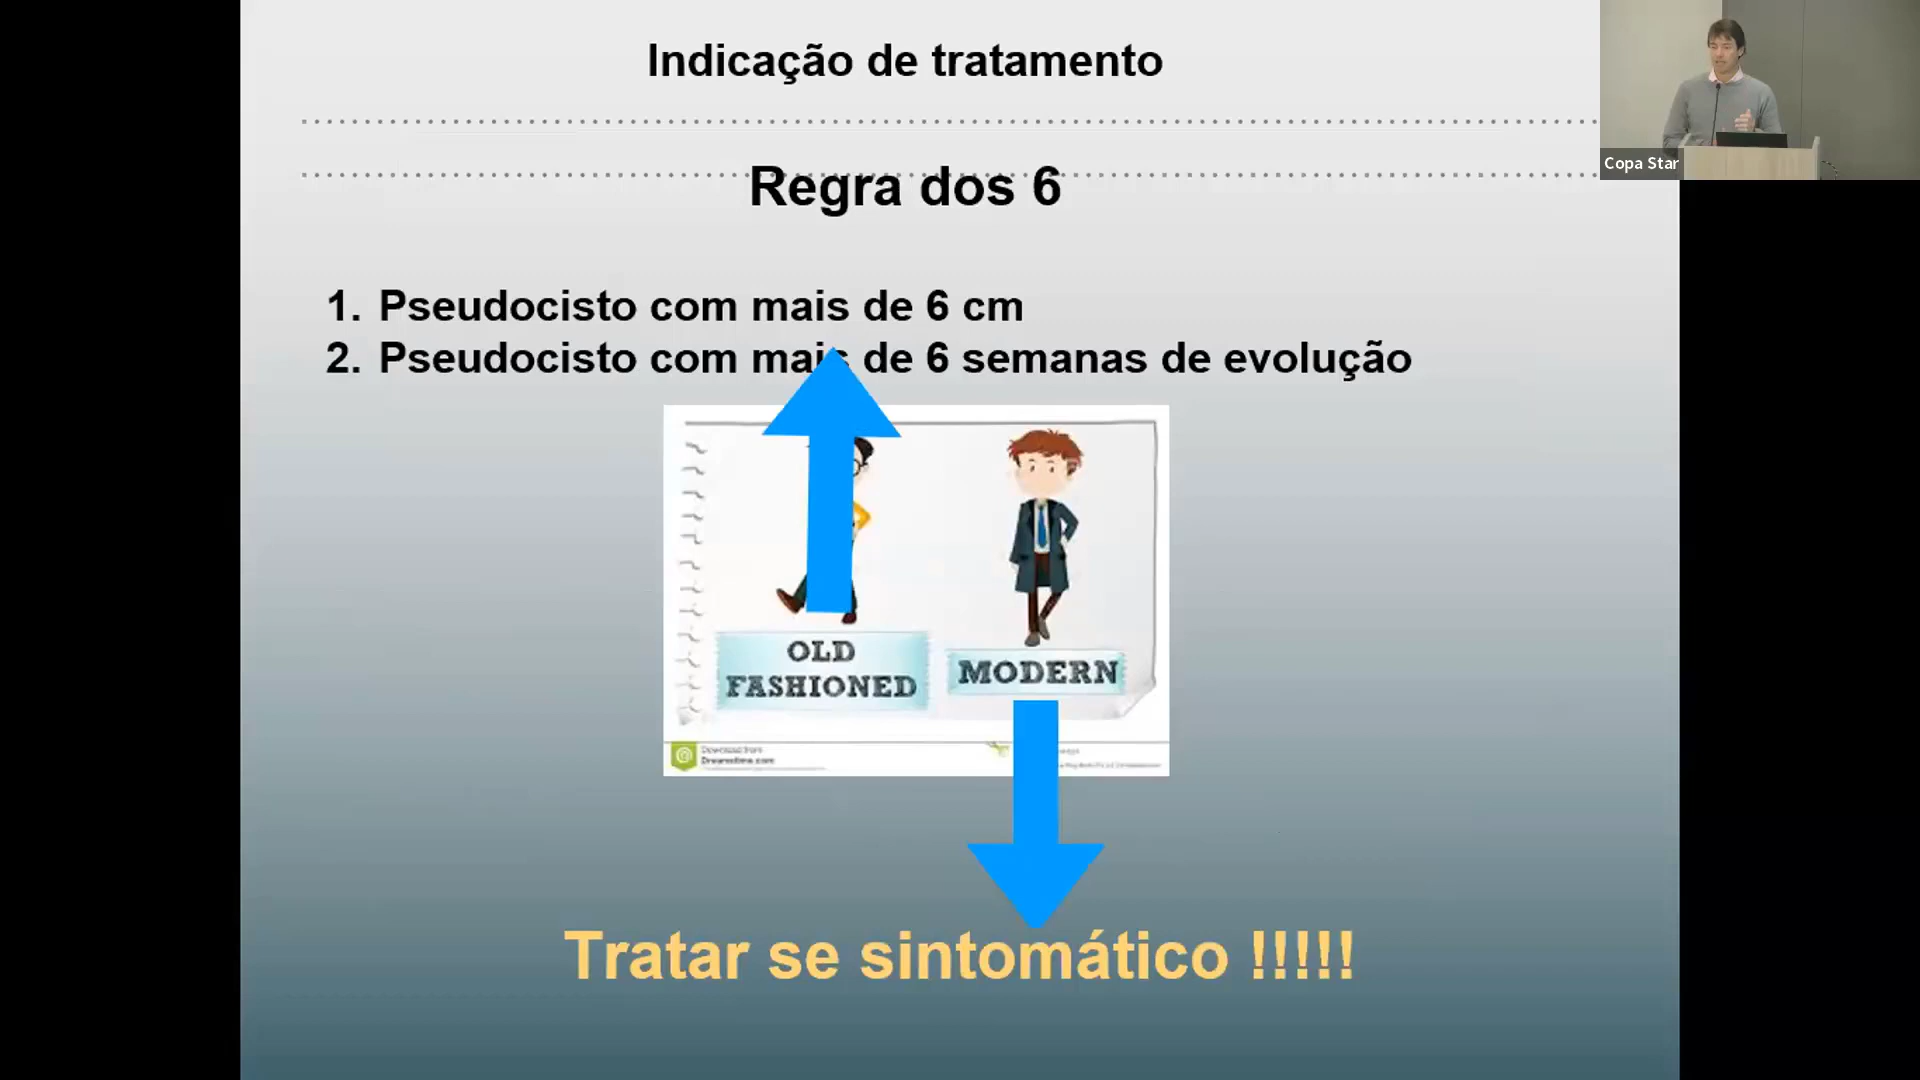 Indicação de tratamento
Copa Star
Regra dos 6
1. Pseudocisto com mais de 6 cm
2. Pseudocisto com mais de 6 semanas de evolução
OLD
FASHIONED
MODERN
Download from
Dreamstime.com
Tratar se sintomático !!!!!